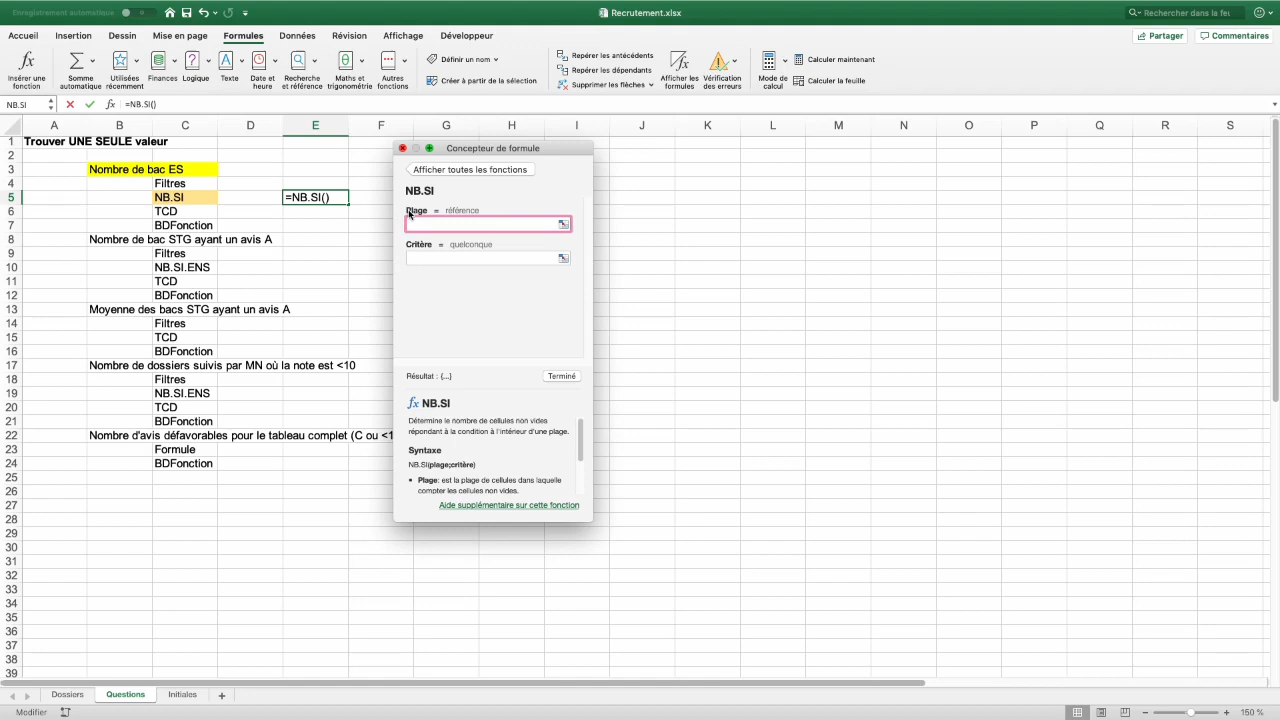 Enregistrement automatique
Recrutement.xlsx
Rechercher dans la feu
Accueil Insertion Dessin Mise en page Formules Données Révision Affichage Développeur
Partager Commentaires
Insérer une fonction
Somme automatique
Utilisées récemment
Finances
Logique
Texte
Date et heure
Recherche et référence
Maths et trigonométrie
Autres fonctions
Définir un nom
Créer à partir de la sélection
Repérer les antécédents
Repérer les dépendants
Supprimer les flèches
Afficher les formules
Vérification des erreurs
Mode de calcul
Calculer maintenant
Calculer la feuille
NB.SI fx =NB.SI()
A B C D E F G H I J K L M N O P Q R S
1 Trouver UNE SEULE valeur
2
3 Nombre de bac ES
4 Filtres
5 NB.SI =NB.SI()
6 TCD
7 BDFonction
8 Nombre de bac STG ayant un avis A
9 Filtres
10 NB.SI.ENS
11 TCD
12 BDFonction
13 Moyenne des bacs STG ayant un avis A
14 Filtres
15 TCD
16 BDFonction
17 Nombre de dossiers suivis par MN où la note est <10
18 Filtres
19 NB.SI.ENS
20 TCD
21 BDFonction
22 Nombre d'avis défavorables pour le tableau complet (C ou <1
23 Formule
24 BDFonction
25
26
27
28
29
30
31
32
33
34
35
36
37
38
39
Concepteur de formule
Afficher toutes les fonctions
NB.SI
Plage = référence
Critère = quelconque
Résultat : {...}
Terminé
fx NB.SI
Détermine le nombre de cellules non vides
répondant à la condition à l'intérieur d'une plage.
Syntaxe
NB.SI(plage;critère)
• Plage: est la plage de cellules dans laquelle
compter les cellules non vides.
Aide supplémentaire sur cette fonction
Dossiers Questions Initiales +
Modifier
150 %